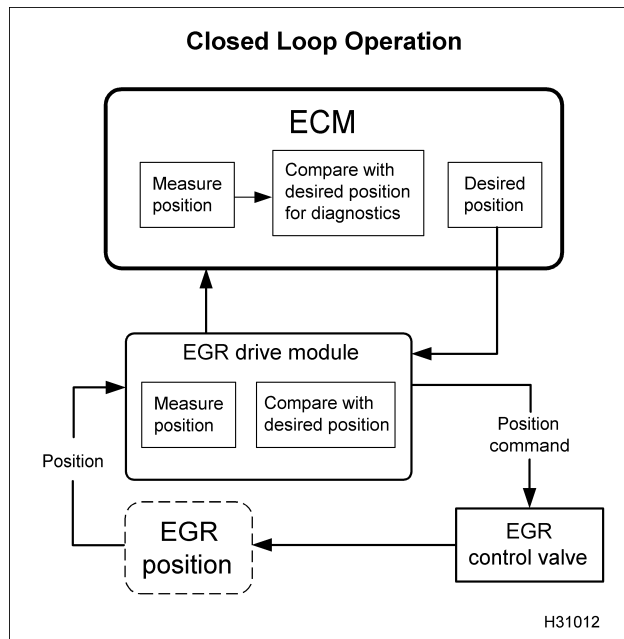 Closed Loop Operation
ECM
Measure
position
Compare with
desired position
for diagnostics
Desired
position
EGR drive module
Measure
position
Compare with
desired position
Position
Position
command
EGR
position
EGR
control valve
H31012